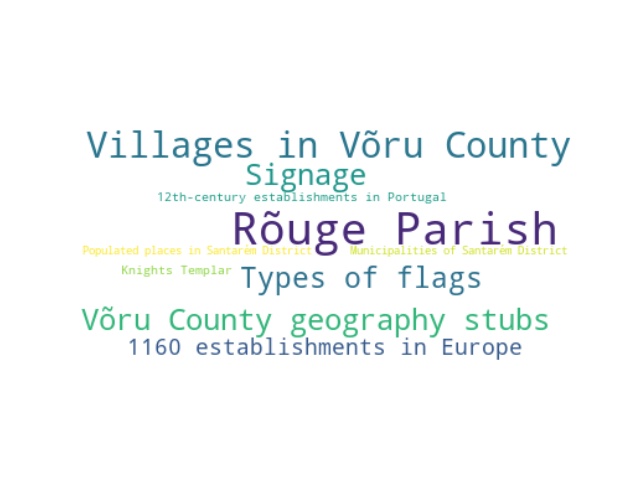 Villages in Võru County
Signage
12th-century establishments in Portugal
Rõuge Parish
Populated places in Santarém District
Municipalities of Santarém District
Knights Templar
Types of flags
Võru County geography stubs
1160 establishments in Europe